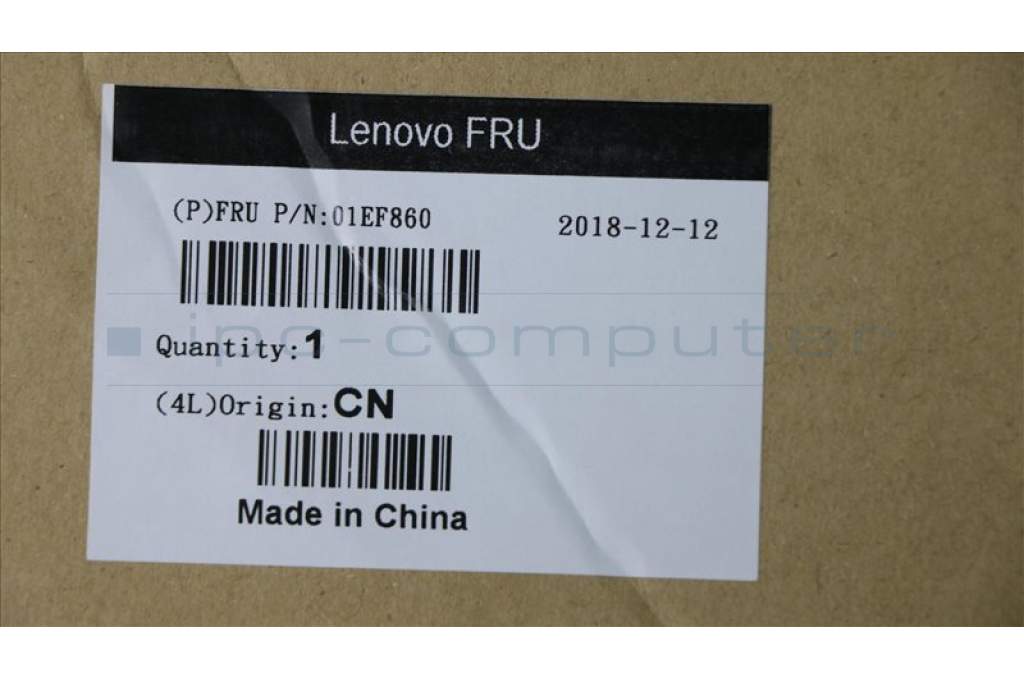 Lenovo FRU
(P)FRU P/N:01EF860
2018-12-12
ipc-computer
Quantity:1
(4L)Origin:CN
Made in China